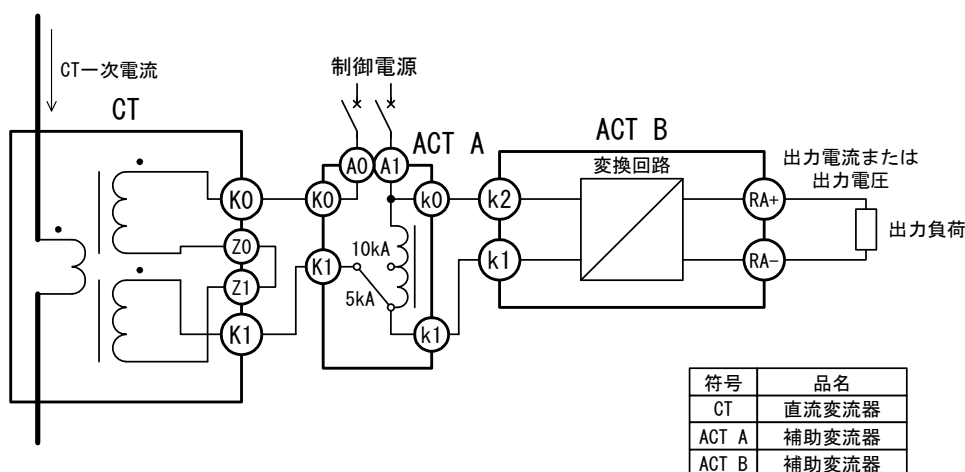 CT一次電流
CT
制御電源
ACT A
ACT B
変換回路
出力電流または
出力電圧
出力負荷
A0
A1
K0
K0
k0
k2
RA+
Z0
10kA
K1
k1
RA-
Z1
5kA
K1
k1
符号 品名
CT 直流変流器
ACT A 補助変流器
ACT B 補助変流器